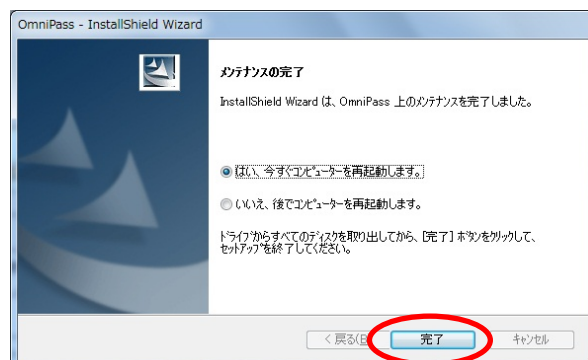 OmniPass - InstallShield Wizard
メンテナンスの完了
InstallShield Wizard は、OmniPass 上のメンテナンスを完了しました。
はい、今すぐコンピューターを再起動します。
いいえ、後でコンピューターを再起動します。
ドライブからすべてのディスクを取り出してから、[完了] ボタンをクリックして、
セットアップを終了してください。
< 戻る(B 完了 キャンセル